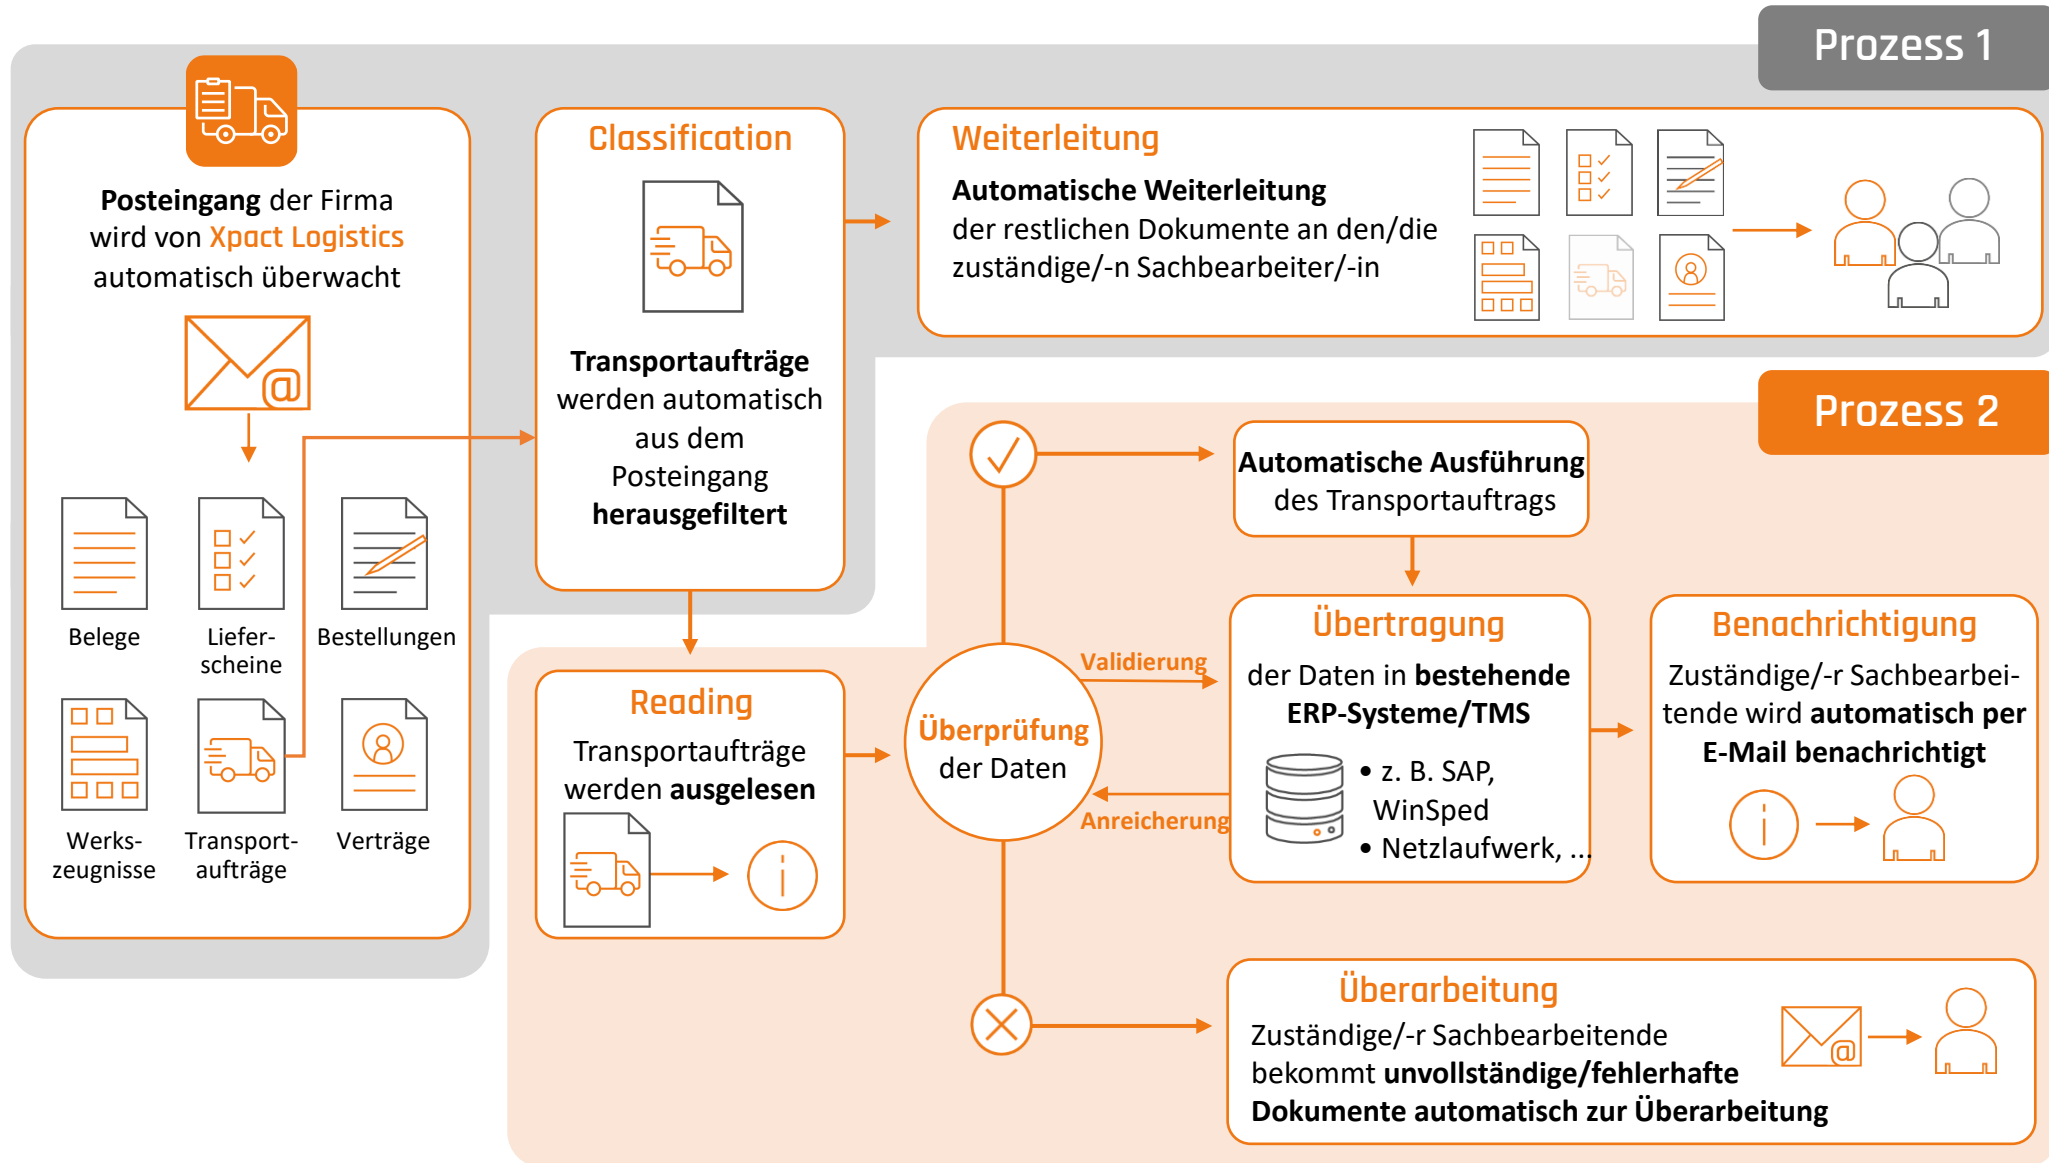 Prozess 1
Posteingang der Firma
wird von Xpact Logistics
automatisch überwacht
@
Belege
Liefer-
scheine
Bestellungen
Werks-
zeugnisse
Transport-
aufträge
Verträge
Classification
Transportaufträge
werden automatisch
aus dem
Posteingang
herausgefiltert
Weiterleitung
Automatische Weiterleitung
der restlichen Dokumente an den/die
zuständige/-n Sachbearbeiter/-in
Prozess 2
Reading
Transportaufträge
werden ausgelesen
i
Überprüfung
der Daten
Automatische Ausführung
des Transportauftrags
Validierung
Anreicherung
Übertragung
der Daten in bestehende
ERP-Systeme/TMS
• z. B. SAP,
WinSped
• Netzlaufwerk, ...
Benachrichtigung
Zuständige/-r Sachbearbei-
tende wird automatisch per
E-Mail benachrichtigt
i
Überarbeitung
Zuständige/-r Sachbearbeitende
bekommt unvollständige/fehlerhafte
Dokumente automatisch zur Überarbeitung
@